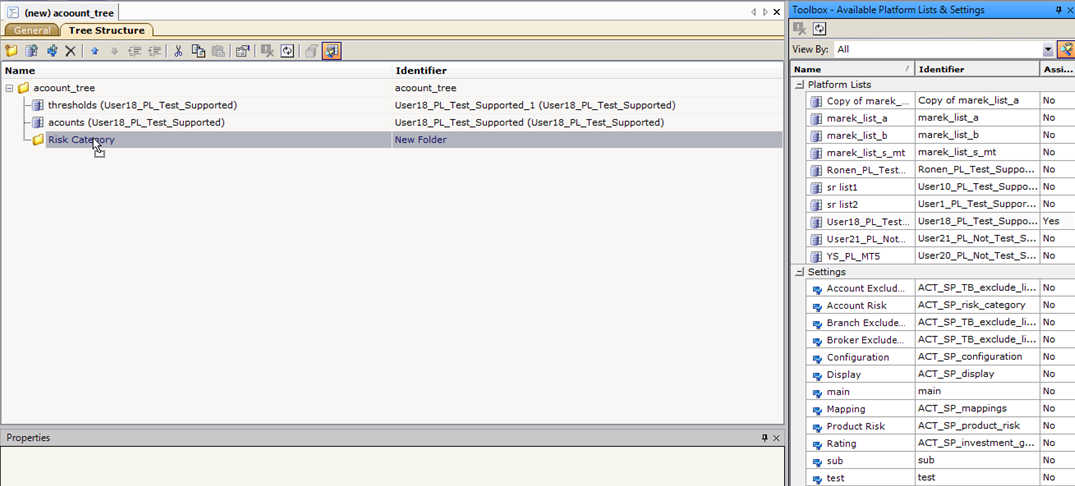 (new) acoount_tree
General Tree Structure
Name Identifier
acoount_tree acoount_tree
thresholds (User18_PL_Test_Supported) User18_PL_Test_Supported_1 (User18_PL_Test_Supported)
acounts (User18_PL_Test_Supported) User18_PL_Test_Supported (User18_PL_Test_Supported)
Risk Category New Folder
Properties
Toolbox - Available Platform Lists & Settings
View By: All
Name / Identifier Assi...
Platform Lists
Copy of marek_... Copy of marek_list_a No
marek_list_a marek_list_a No
marek_list_b marek_list_b No
marek_list_s_mt marek_list_s_mt No
Ronen_PL_Test... Ronen_PL_Test_Suppo... No
sr list1 User10_PL_Test_Suppo... No
sr list2 User1_PL_Test_Suppor... No
User18_PL_Test... User18_PL_Test_Suppo... Yes
User21_PL_Not... User21_PL_Not_Test_S... No
YS_PL_MT5 User20_PL_Not_Test_S... No
Settings
Account Exclud... ACT_SP_TB_exclude_li... No
Account Risk ACT_SP_risk_category No
Branch Exclude... ACT_SP_TB_exclude_li... No
Broker Exclude... ACT_SP_TB_exclude_li... No
Configuration ACT_SP_configuration No
Display ACT_SP_display No
main main No
Mapping ACT_SP_mappings No
Product Risk ACT_SP_product_risk No
Rating ACT_SP_investment_g... No
sub sub No
test test No